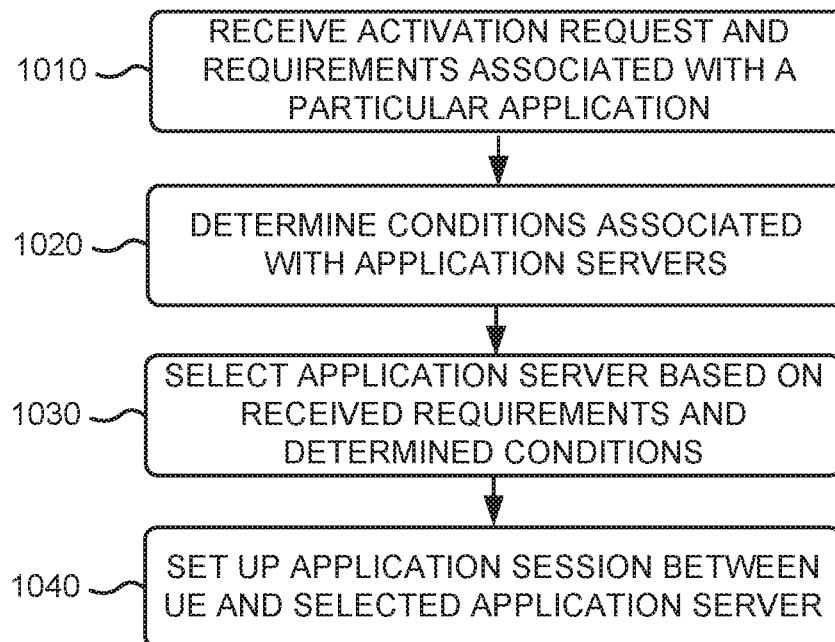 RECEIVE ACTIVATION REQUEST AND
1010
REQUIREMENTS ASSOCIATED WITH A
PARTICULAR APPLICATION
1020
DETERMINE CONDITIONS ASSOCIATED
WITH APPLICATION SERVERS
SELECT APPLICATION SERVER BASED ON
1030
RECEIVED REQUIREMENTS AND
DETERMINED CONDITIONS
1040
SET UP APPLICATION SESSION BETWEEN
UE AND SELECTED APPLICATION SERVER